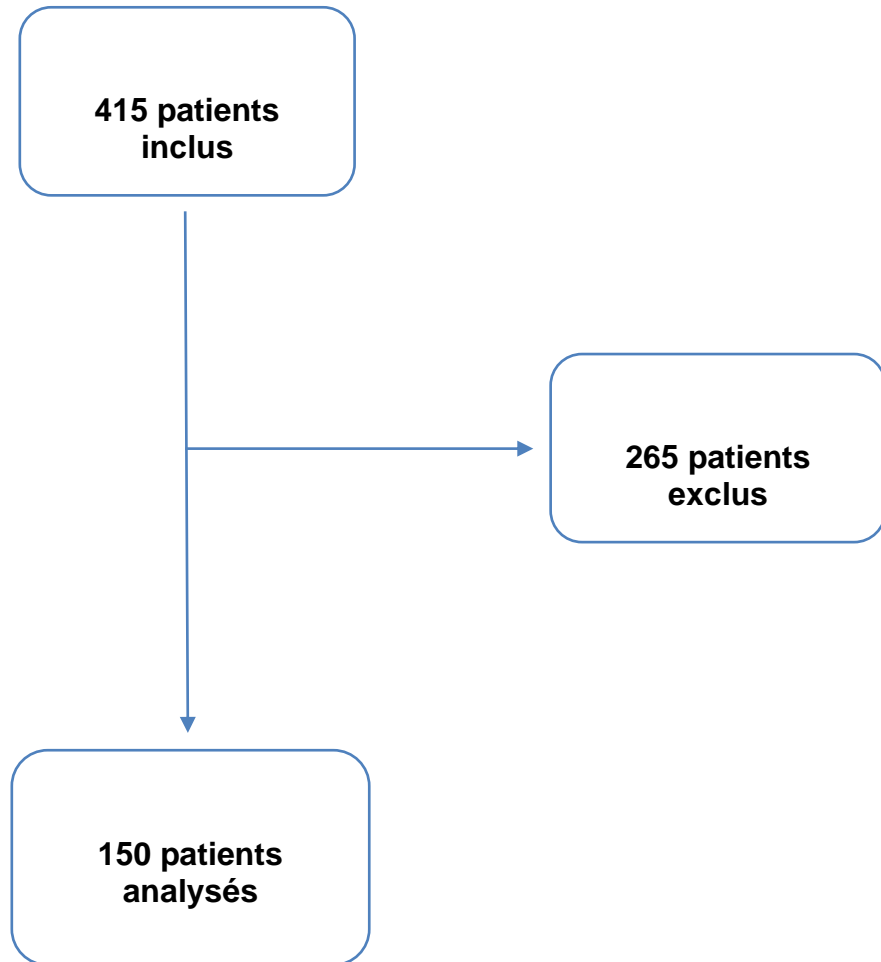 415 patients
inclus
265 patients
exclus
150 patients
analysés